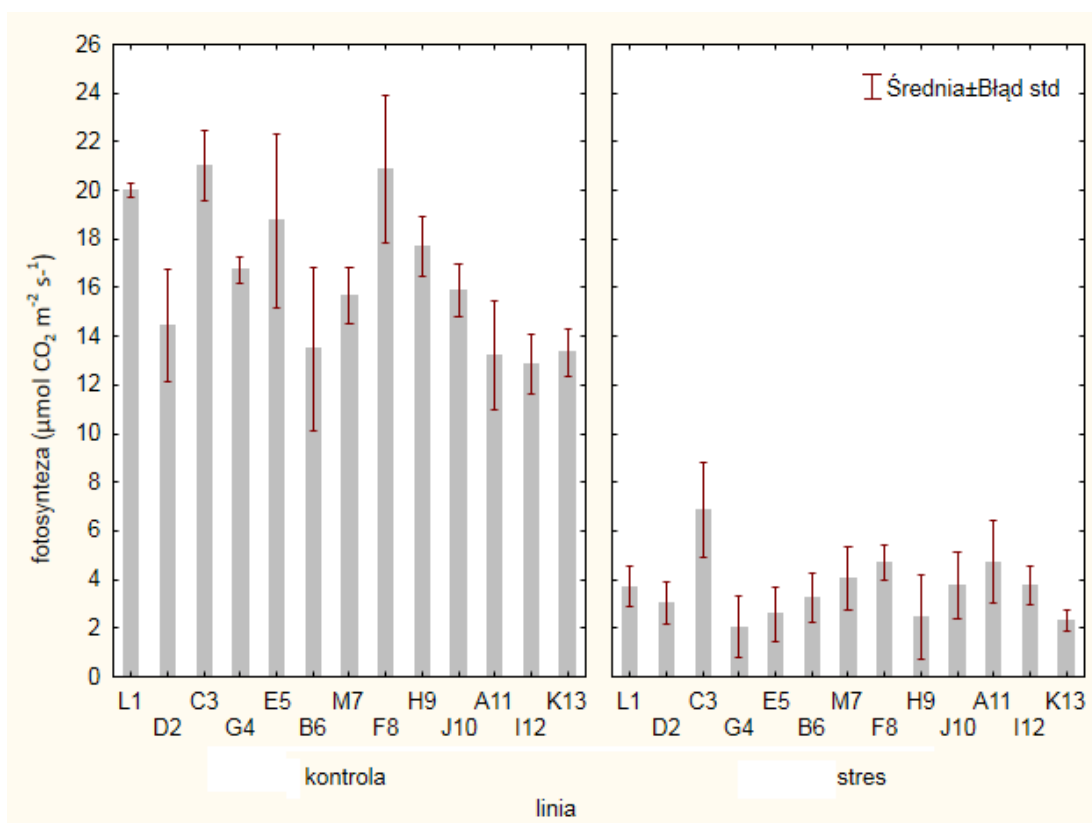 fotosynteza (µmol CO₂ m⁻² s-¹)
26
24
22
20
18
16
14
12
10
8
6
4
2
0
Średnia±Błąd std
L1 C3 E5 M7 H9 A11 K13
D2 G4 B6 F8 J10 I12
L1 C3 E5 M7 H9 A11 K13
D2 G4 B6 F8 J10 I12
kontrola
stres
linia